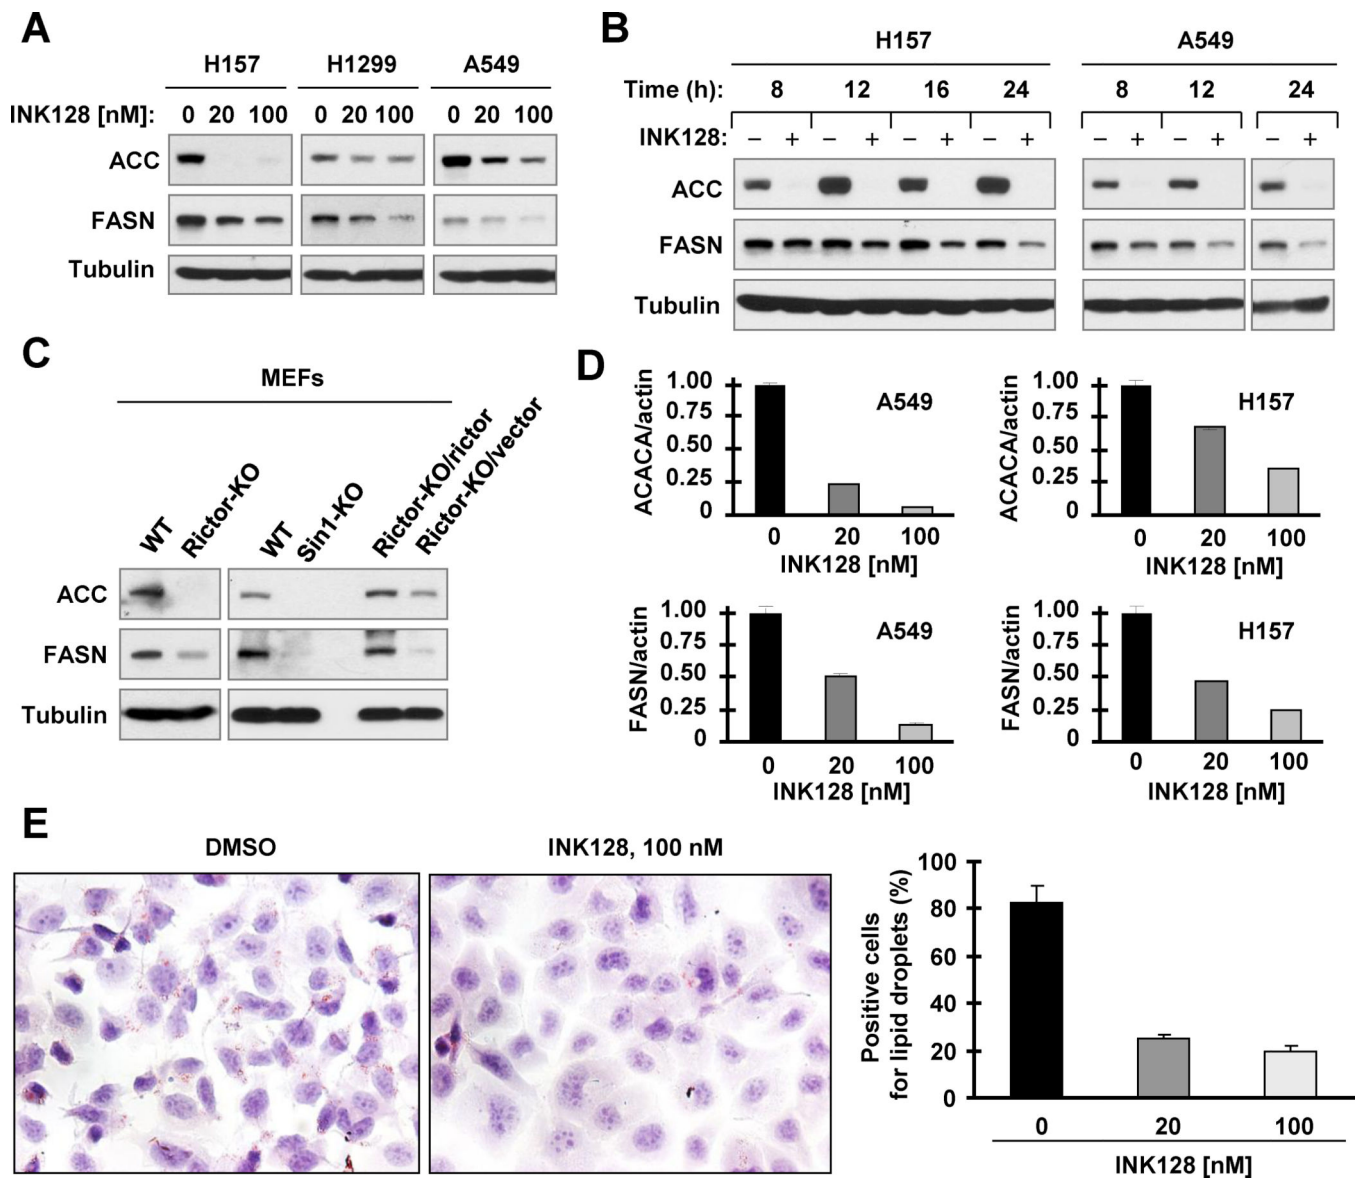 A
H157 H1299 A549
INK128 [nM]: 0 20 100 0 20 100 0 20 100
ACC
FASN
Tubulin
B
H157 A549
Time (h): 8 12 16 24 8 12 24
INK128: – + – + – + – + – + – + – +
ACC
FASN
Tubulin
C
MEFs
WT
Rictor-KO
WT
Sin1-KO
Rictor-KO/rictor
Rictor-KO/vector
ACC
FASN
Tubulin
D
ACACA/actin
1.00
0.75
0.50
0.25
0
A549
0 20 100
INK128 [nM]
ACACA/actin
1.00
0.75
0.50
0.25
0
H157
0 20 100
INK128 [nM]
FASN/actin
1.00
0.75
0.50
0.25
0
A549
0 20 100
INK128 [nM]
FASN/actin
1.00
0.75
0.50
0.25
0
H157
0 20 100
INK128 [nM]
E
DMSO
INK128, 100 nM
Positive cells
for lipid droplets (%)
100
80
60
40
20
0
0 20 100
INK128 [nM]